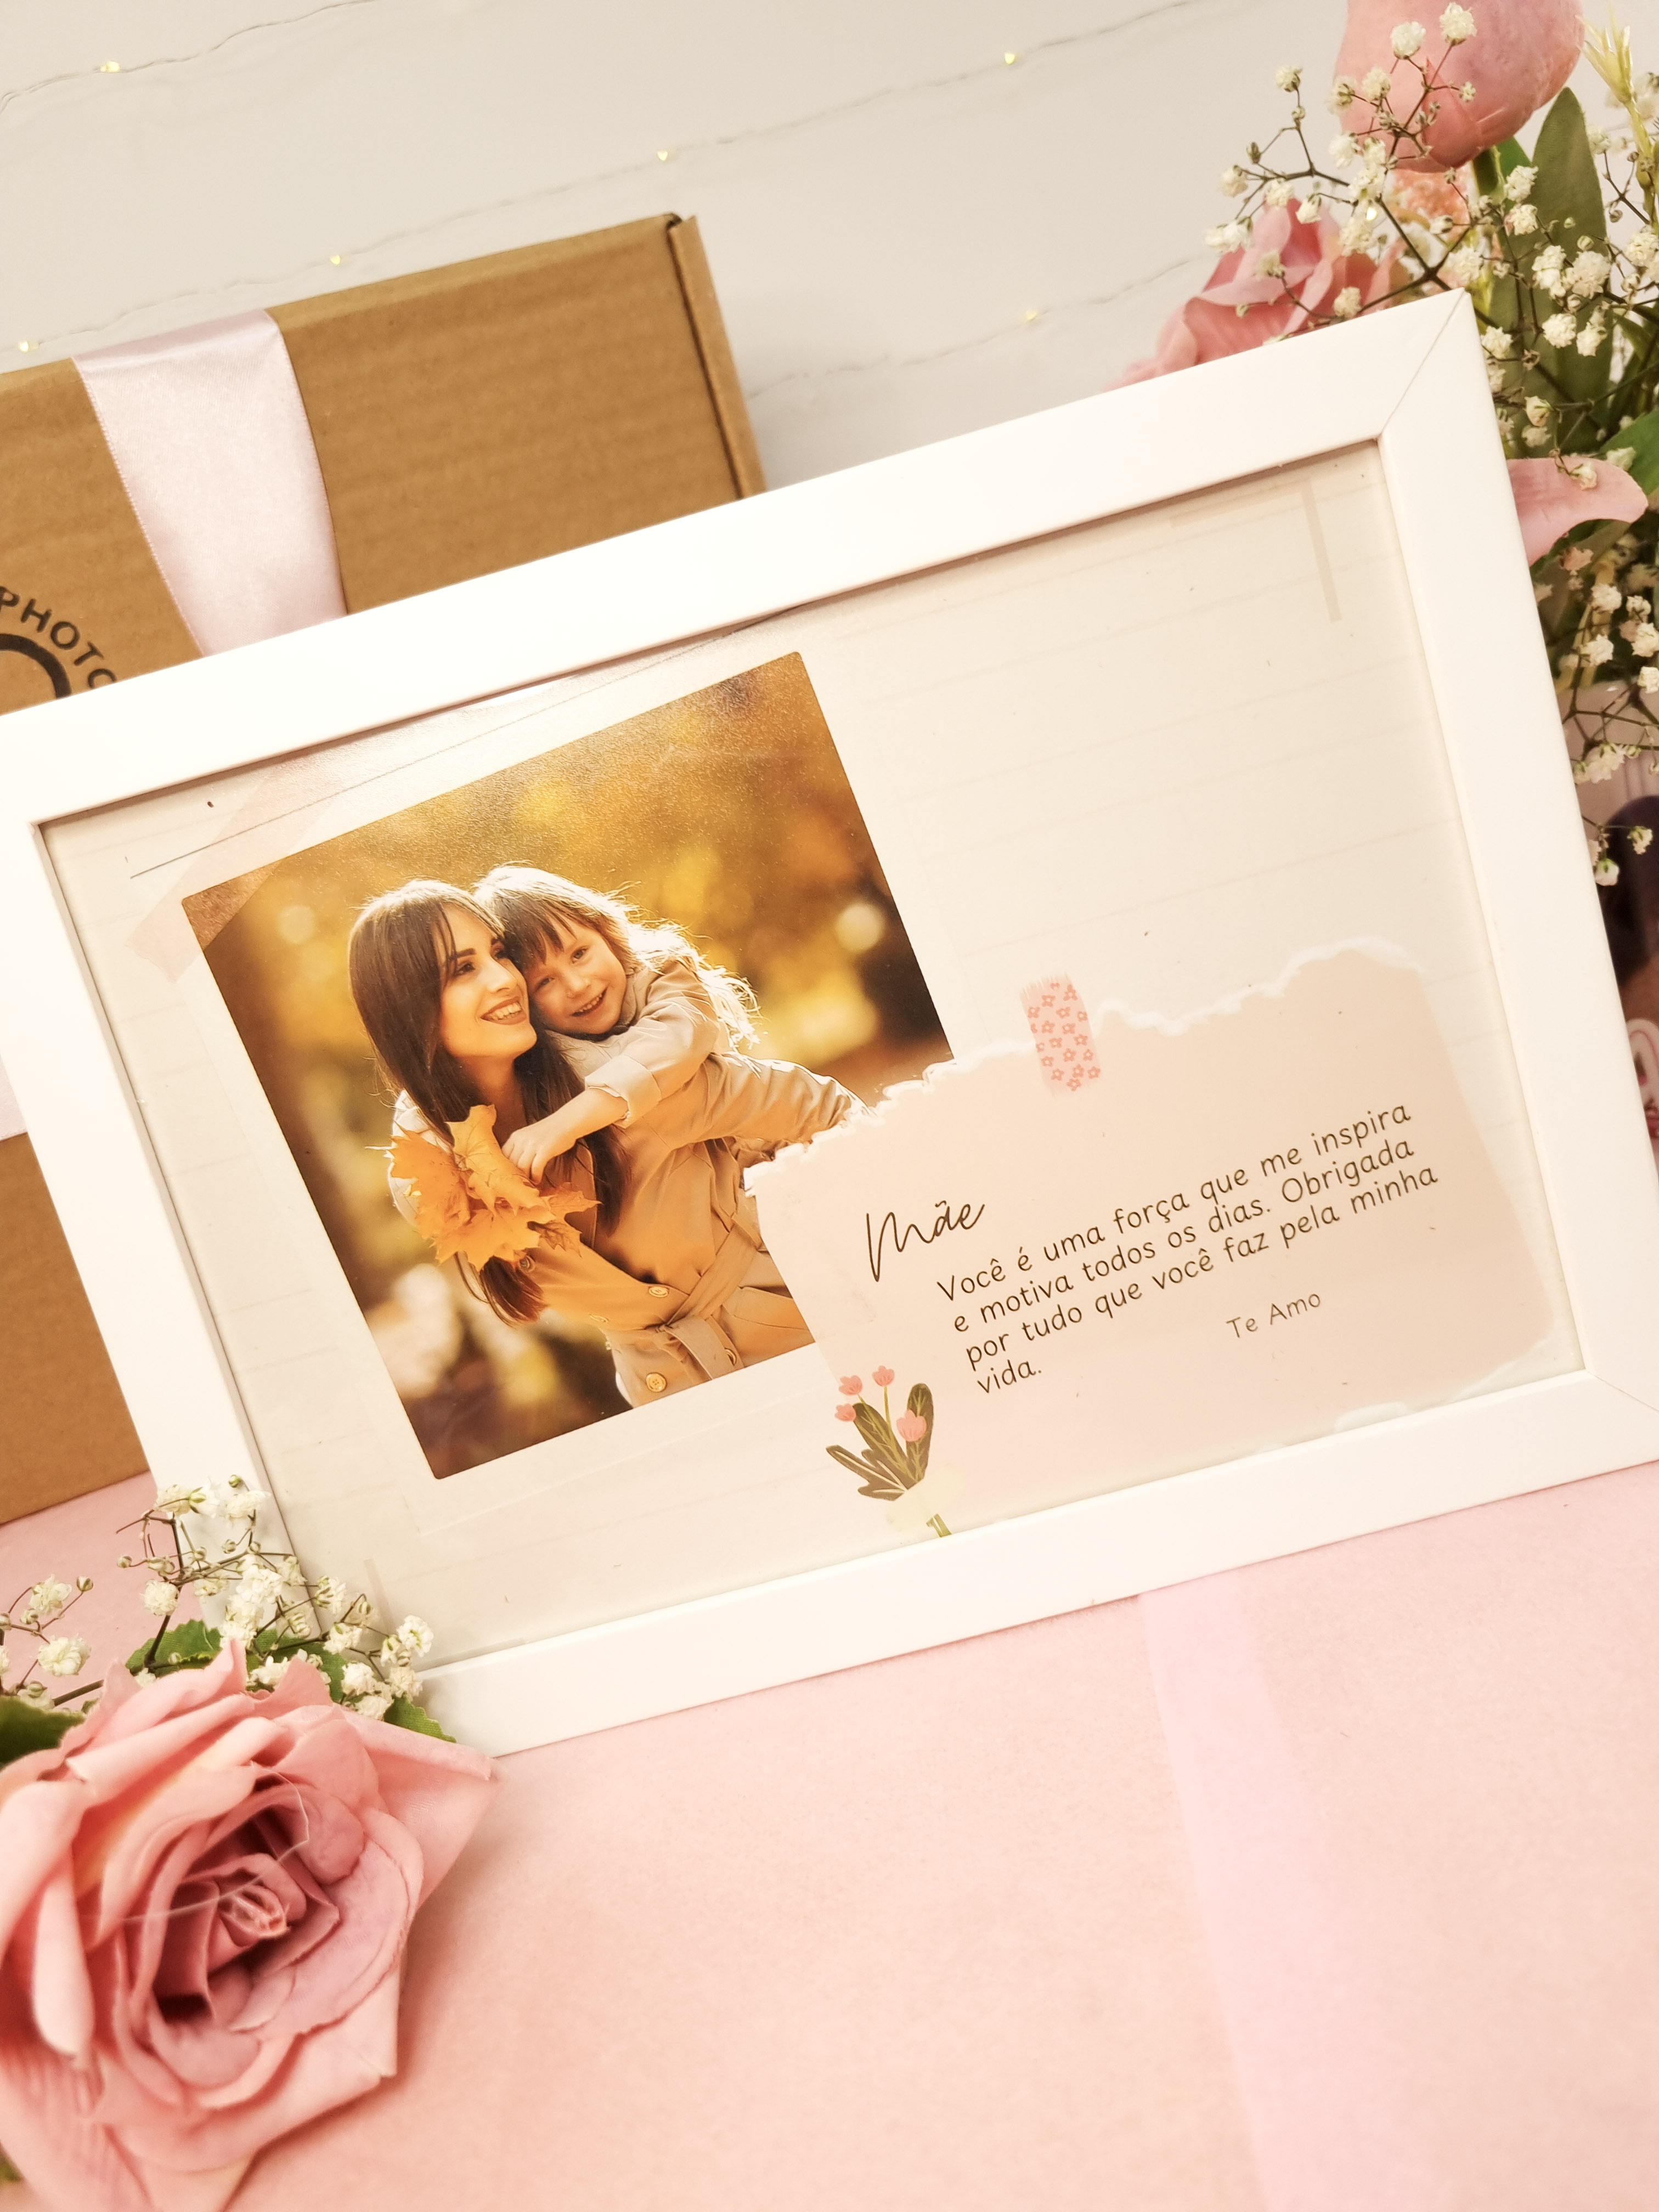 PHOTO
Mãe
Você é uma força que me inspira
e motiva todos os dias. Obrigada
por tudo que você faz pela minha
vida.
Te Amo